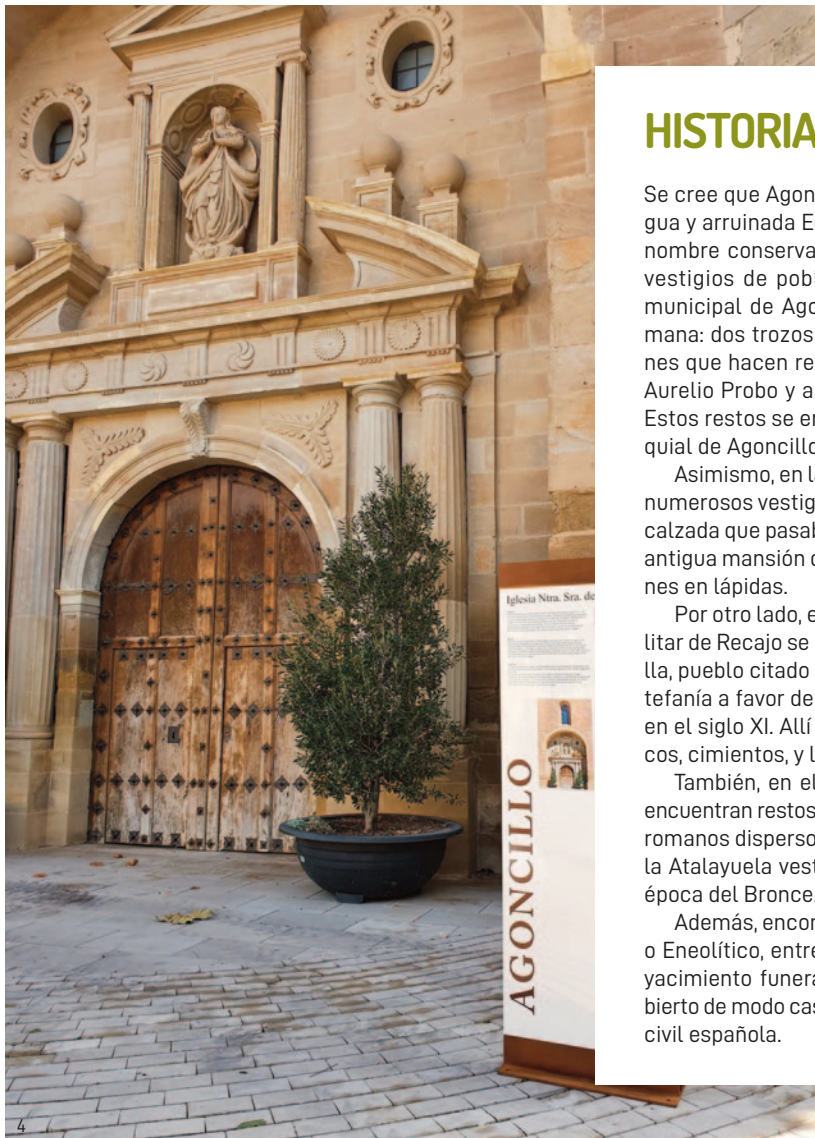 HISTORIA
Se cree que Agon
gua y arruinada E
nombre conserva
vestigios de pobl
municipal de Ago
mana: dos trozos
nes que hacen re
Aurelio Probo y a
Estos restos se en
quial de Agoncillo
Asimismo, en la
numerosos vestig
calzada que pasab
antigua mansión d
nes en lápidas.
Por otro lado, e
litar de Recajo se
lla, pueblo citado
tefanía a favor de
en el siglo XI. Allí
cos, cimientos, y l
También, en el
encuentran restos
romanos disperso
la Atalayuela vest
época del Bronce
Además, encon
o Eneolítico, entre
yacimiento funera
bierto de modo cas
civil española.
Iglesia Ntra. Sra. de
AGONCILLO
4